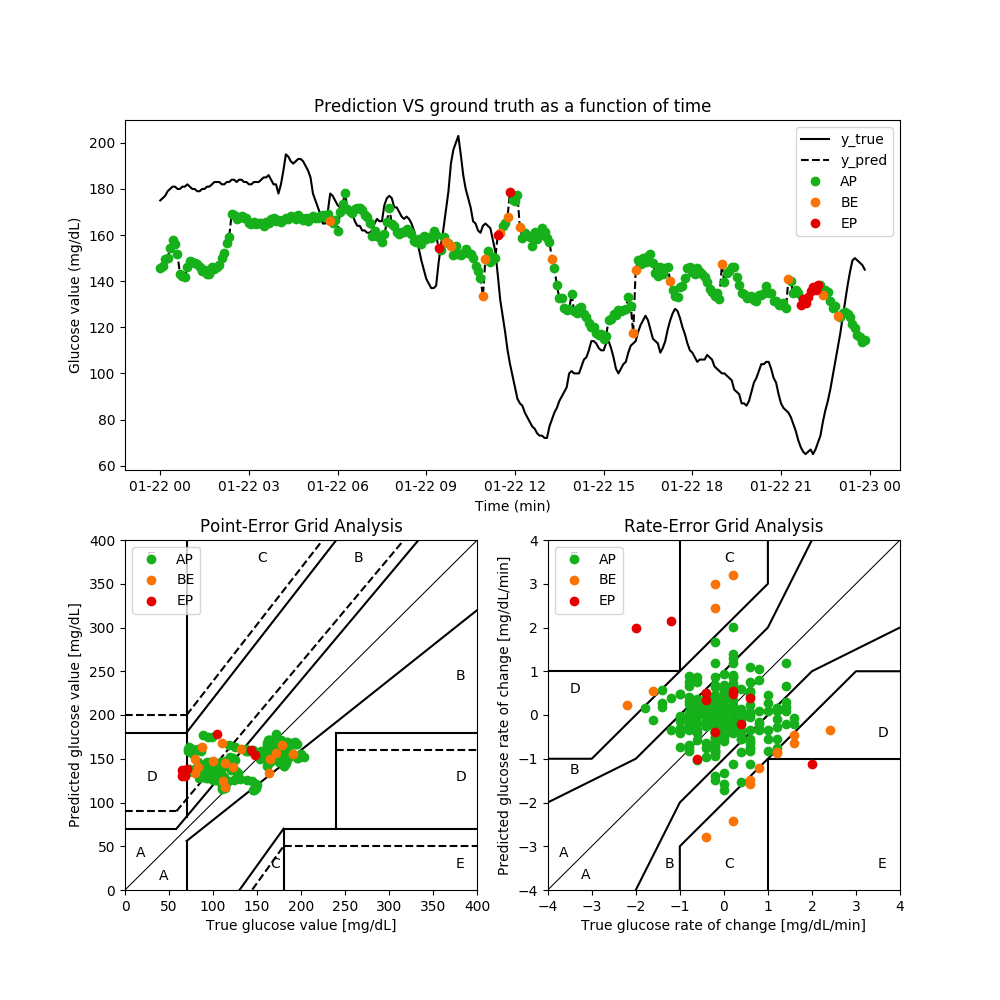 Prediction VS ground truth as a function of time
Glucose value (mg/dL)
200
180
160
140
120
100
80
60
y_true
y_pred
AP
BE
EP
01-22 00 01-22 03 01-22 06 01-22 09 01-22 12 01-22 15 01-22 18 01-22 21 01-23 00
Time (min)
Point-Error Grid Analysis
Predicted glucose value [mg/dL]
400
350
300
250
200
150
100
50
0
AP
BE
EP
C B
B
D D
A
A C E
0 50 100 150 200 250 300 350 400
True glucose value [mg/dL]
Rate-Error Grid Analysis
Predicted glucose rate of change [mg/dL/min]
4
3
2
1
0
−1
−2
−3
−4
AP
BE
EP
C
D
D
B
A
A B C E
−4 −3 −2 −1 0 1 2 3 4
True glucose rate of change [mg/dL/min]